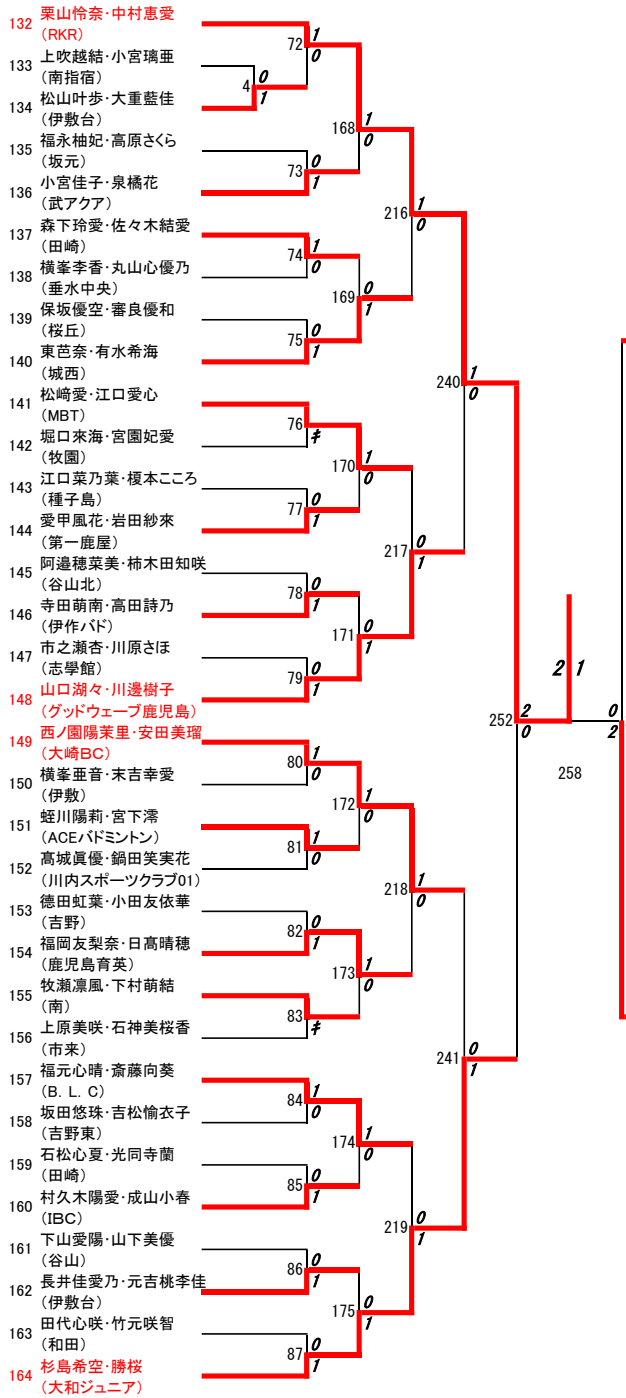 132 栗山怜奈・中村恵愛
(RKR)
133 上吹越結・小宮璃亜
(南指宿)
134 松山叶歩・大重藍佳
(伊敷台)
135 福永柚妃・高原さくら
(坂元)
136 小宮佳子・泉橘花
(武アクア)
137 森下玲愛・佐々木結愛
(田崎)
138 横峯李香・丸山心優乃
(垂水中央)
139 保坂優空・審良優和
(桜丘)
140 東芭奈・有水希海
(城西)
141 松﨑愛・江口愛心
(MBT)
142 堀口來海・宮園妃愛
(牧園)
143 江口菜乃葉・榎本こころ
(種子島)
144 愛甲風花・岩田紗來
(第一鹿屋)
145 阿邉穂菜美・柿木田知咲
(谷山北)
146 寺田萌南・高田詩乃
(伊作バド)
147 市之瀬杏・川原さほ
(志學館)
148 山口湖々・川邊樹子
(グッドウェーブ鹿児島)
149 西ノ園陽茉里・安田美瑠
(大崎BC)
150 横峯亜音・末吉幸愛
(伊敷)
151 蛭川陽莉・宮下澪
(ACEバドミントン)
152 髙城眞優・鍋田笑実花
(川内スポーツクラブ01)
153 德田虹葉・小田友依華
(吉野)
154 福岡友梨奈・日髙晴穂
(鹿児島育英)
155 牧瀬凛風・下村萌結
(南)
156 上原美咲・石神美桜香
(市来)
157 福元心晴・斎藤向葵
(B. L. C)
158 坂田悠珠・吉松愉衣子
(吉野東)
159 石松心夏・光同寺蘭
(田崎)
160 村久木陽愛・成山小春
(IBC)
161 下山愛陽・山下美優
(谷山)
162 長井佳愛乃・元吉桃李佳
(伊敷台)
163 田代心咲・竹元咲智
(和田)
164 杉島希空・勝桜
(大和ジュニア)
4 0
1
72 1
0
73 0
1
74 1
0
75 0
1
76
キ
77 0
1
78 0
1
79 0
1
80 1
0
81 1
0
82 0
1
83
キ
84 1
0
85 0
1
86 0
1
87 0
1
168 1
0
169 0
1
170 1
0
171 0
1
172 1
0
173 1
0
174 1
0
175 0
1
216 1
0
217 0
1
218 1
0
219 0
1
240 1
0
241 0
1
252 2
0
2 1
258
0
2